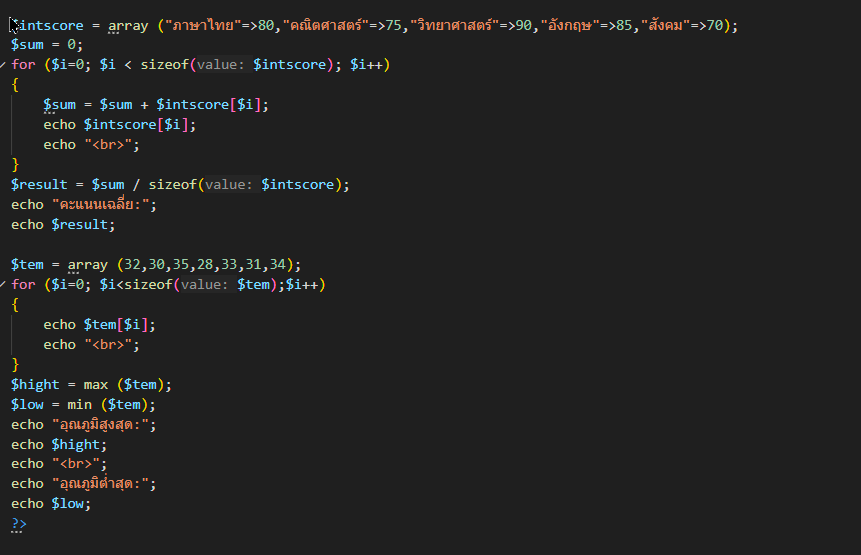 $intscore = array ("ภาษาไทย"=>80,"คณิตศาสตร์"=>75,"วิทยาศาสตร์"=>90,"อังกฤษ"=>85,"สังคม"=>70);
$sum = 0;
for ($i=0; $i < sizeof(value: $intscore); $i++)
{
    $sum = $sum + $intscore[$i];
    echo $intscore[$i];
    echo "<br>";
}
$result = $sum / sizeof(value: $intscore);
echo "คะแนนเฉลี่ย:";
echo $result;

$tem = array (32,30,35,28,33,31,34);
for ($i=0; $i<sizeof(value: $tem);$i++)
{
    echo $tem[$i];
    echo "<br>";
}
$hight = max ($tem);
$low = min ($tem);
echo "อุณภูมิสูงสุด:";
echo $hight;
echo "<br>";
echo "อุณภูมิต่ำสุด:";
echo $low;
?>